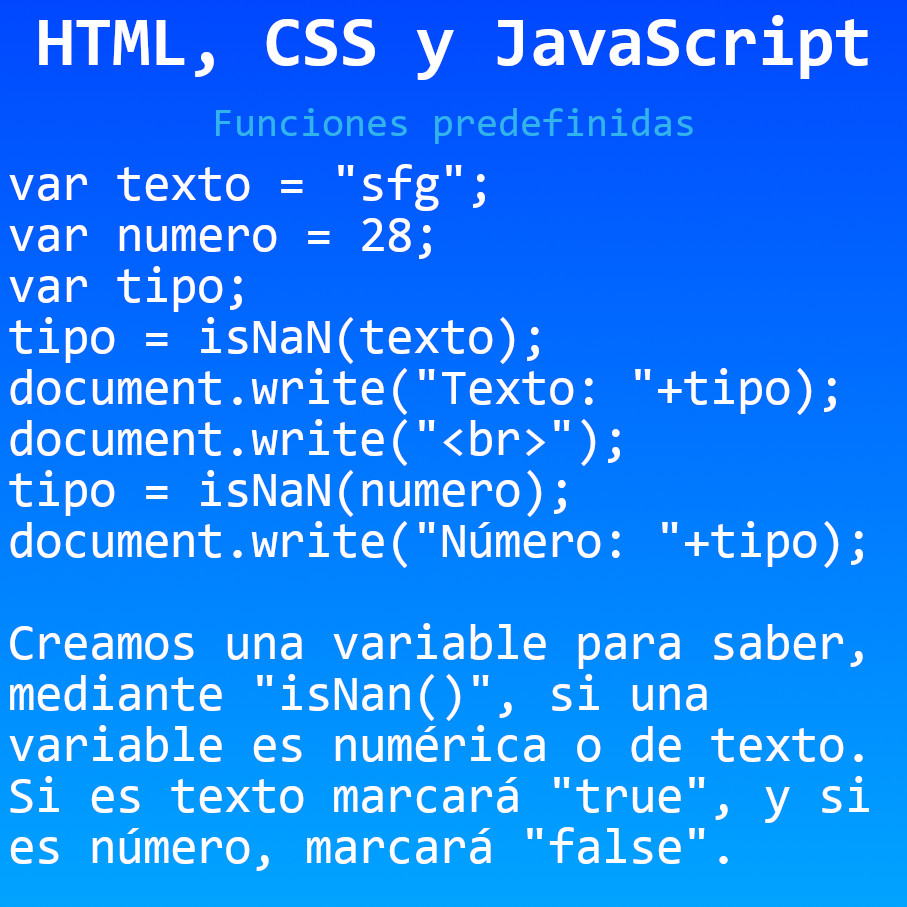 HTML, CSS y JavaScript
Funciones predefinidas
var texto = "sfg";
var numero = 28;
var tipo;
tipo = isNaN(texto);
document.write("Texto: "+tipo);
document.write("<br>");
tipo = isNaN(numero);
document.write("Número: "+tipo);
Creamos una variable para saber,
mediante "isNan()", si una
variable es numérica o de texto.
Si es texto marcará "true", y si
es número, marcará "false".